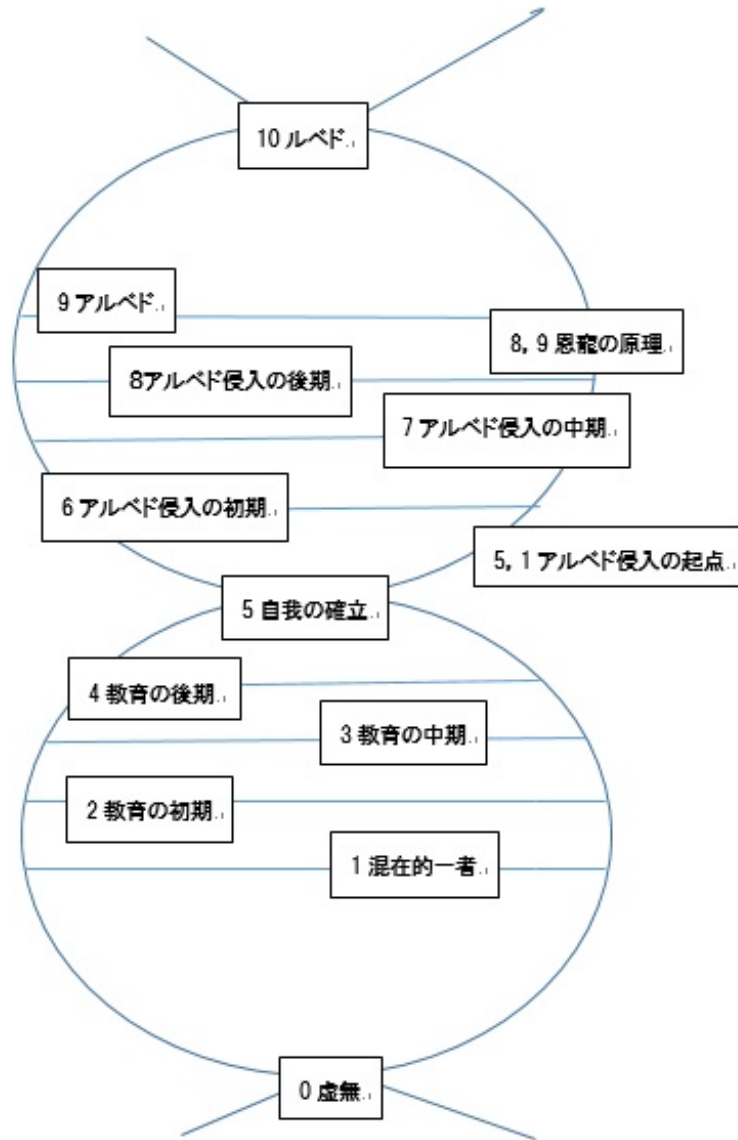 10 ルベド
9 アルベド
8, 9 恩寵の原理
8アルベド侵入の後期
7 アルベド侵入の中期
6 アルベド侵入の初期
5, 1 アルベド侵入の起点
5 自我の確立
4 教育の後期
3 教育の中期
2 教育の初期
1 混在的一者
0 虚無